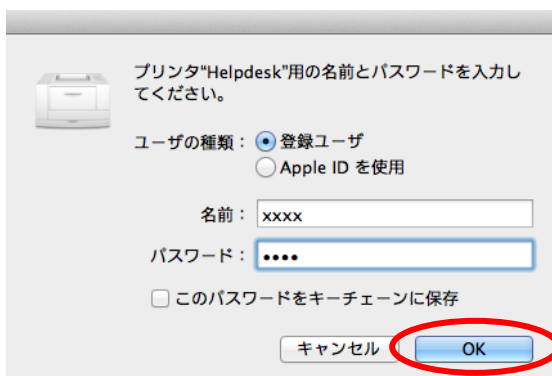 プリンタ“Helpdesk”用の名前とパスワードを入力し
てください。
ユーザの種類： 登録ユーザ
Apple ID を使用
名前： xxxx
パスワード： ••••
このパスワードをキーチェーンに保存
キャンセル OK